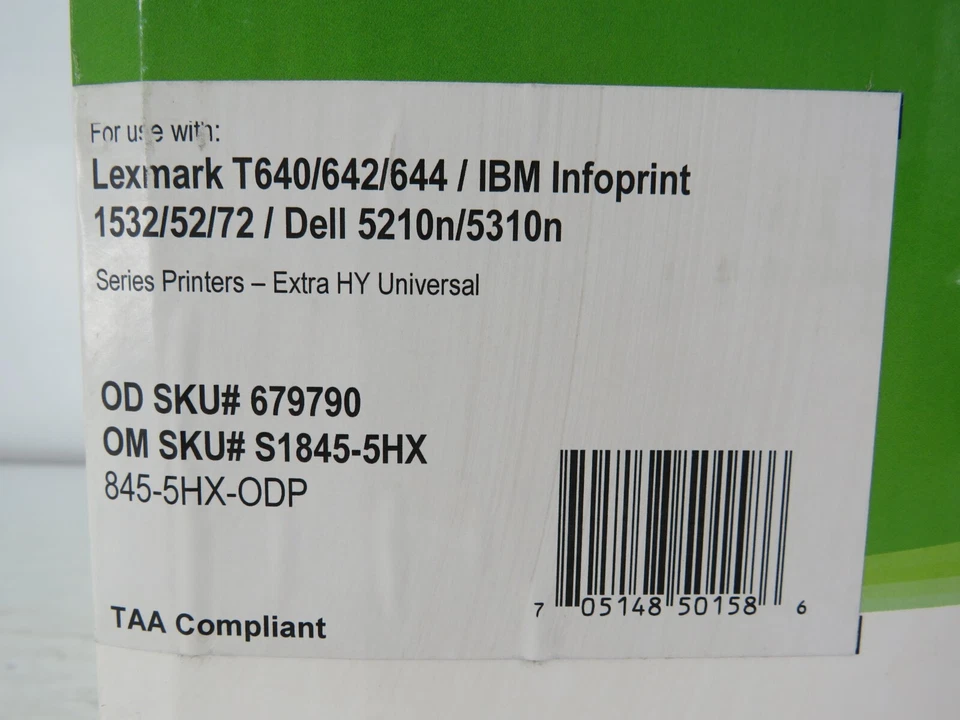 For use with:
Lexmark T640/642/644 / IBM Infoprint
1532/52/72 / Dell 5210n/5310n
Series Printers – Extra HY Universal
OD SKU# 679790
OM SKU# S1845-5HX
845-5HX-ODP
7 05148 50158 6
TAA Compliant